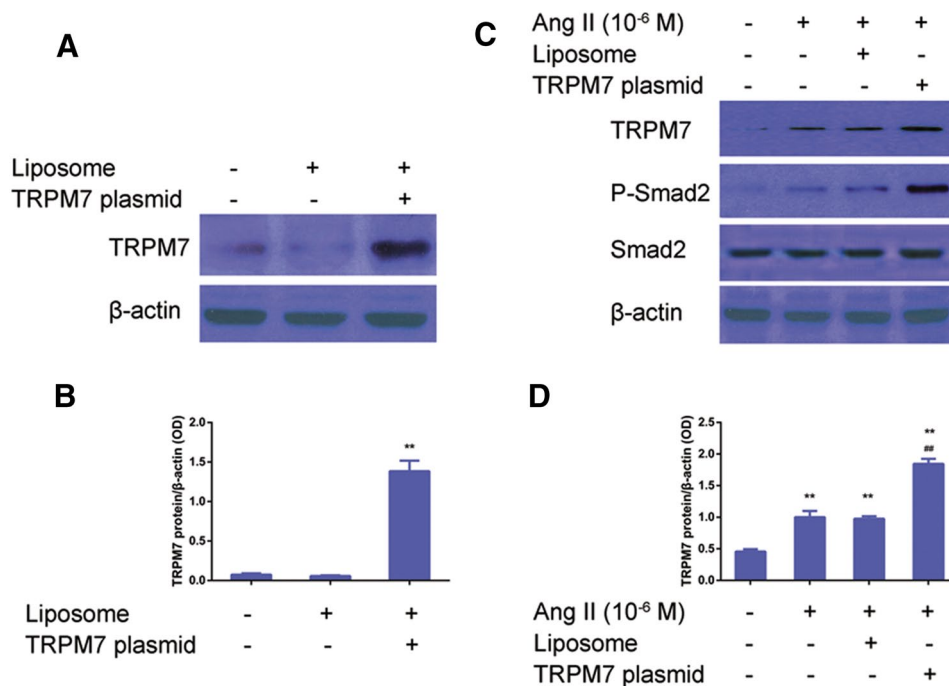 A
Liposome - + +
TRPM7 plasmid - - +
TRPM7
β-actin
B
TRPM7 protein/β-actin (OD)
2.0
1.5
1.0
0.5
0.0
**
Liposome - + +
TRPM7 plasmid - - +
C
Ang II (10⁻⁶ M) - + + +
Liposome - - + -
TRPM7 plasmid - - - +
TRPM7
P-Smad2
Smad2
β-actin
D
TRPM7 protein/β-actin (OD)
2.5
2.0
1.5
1.0
0.5
0.0
** ** **
##
Ang II (10⁻⁶ M) - + + +
Liposome - - + -
TRPM7 plasmid - - - +